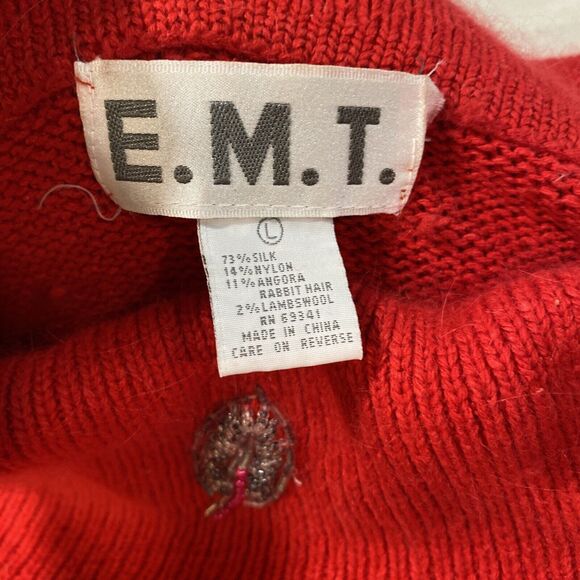 E.M.T.
L
73% SILK
14% NYLON
11% ANGORA
RABBIT HAIR
2% LAMBSWOOL
RN 69341
MADE IN CHINA
CARE ON REVERSE